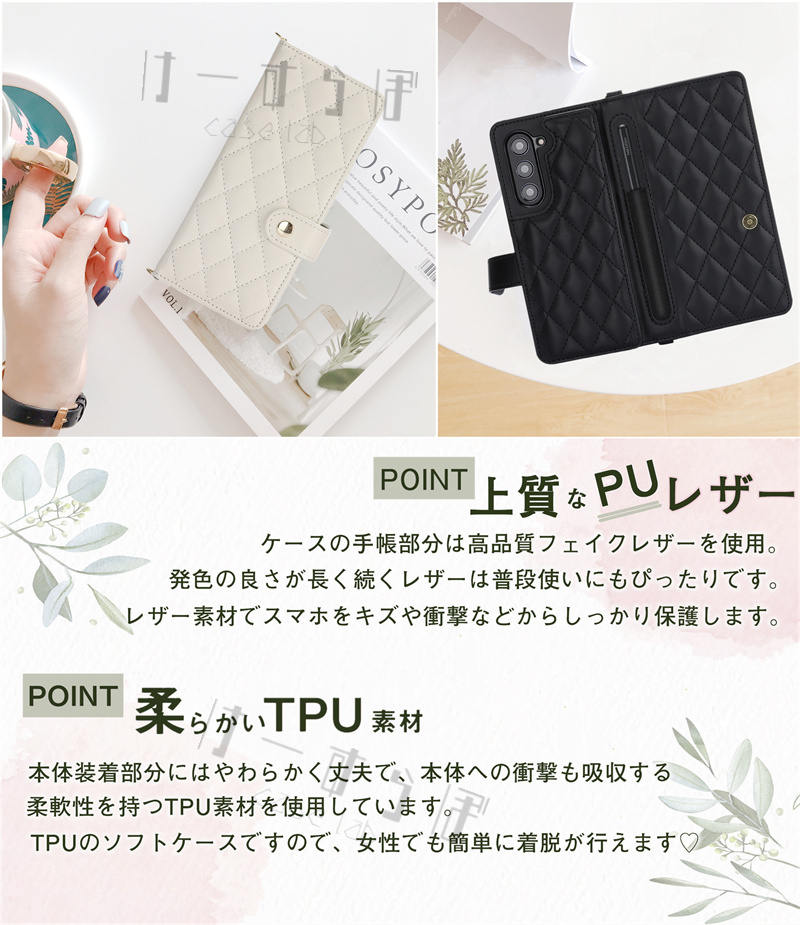 けーすらぼ
case lab
OSYPO
VOL.1
POINT
上質なPUレザー
ケースの手帳部分は高品質フェイクレザーを使用。
発色の良さが長く続くレザーは普段使いにもぴったりです。
レザー素材でスマホをキズや衝撃などからしっかり保護します。
POINT
柔らかいTPU素材
けーすらぼ
case lab
本体装着部分にはやわらかく丈夫で、本体への衝撃も吸収する
柔軟性を持つTPU素材を使用しています。
TPUのソフトケースですので、女性でも簡単に着脱が行えます♡